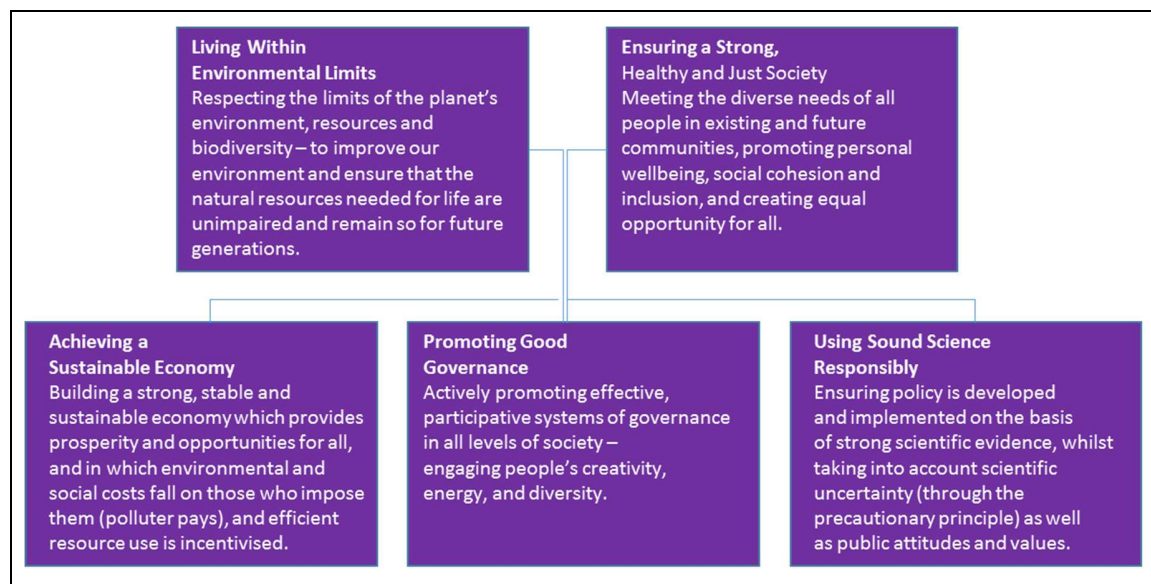 Living Within
Environmental Limits
Respecting the limits of the planet’s
environment, resources and
biodiversity – to improve our
environment and ensure that the
natural resources needed for life are
unimpaired and remain so for future
generations.
Ensuring a Strong,
Healthy and Just Society
Meeting the diverse needs of all
people in existing and future
communities, promoting personal
wellbeing, social cohesion and
inclusion, and creating equal
opportunity for all.
Achieving a
Sustainable Economy
Building a strong, stable and
sustainable economy which provides
prosperity and opportunities for all,
and in which environmental and
social costs fall on those who impose
them (polluter pays), and efficient
resource use is incentivised.
Promoting Good
Governance
Actively promoting effective,
participative systems of governance
in all levels of society –
engaging people’s creativity,
energy, and diversity.
Using Sound Science
Responsibly
Ensuring policy is developed
and implemented on the basis
of strong scientific evidence, whilst
taking into account scientific
uncertainty (through the
precautionary principle) as well
as public attitudes and values.